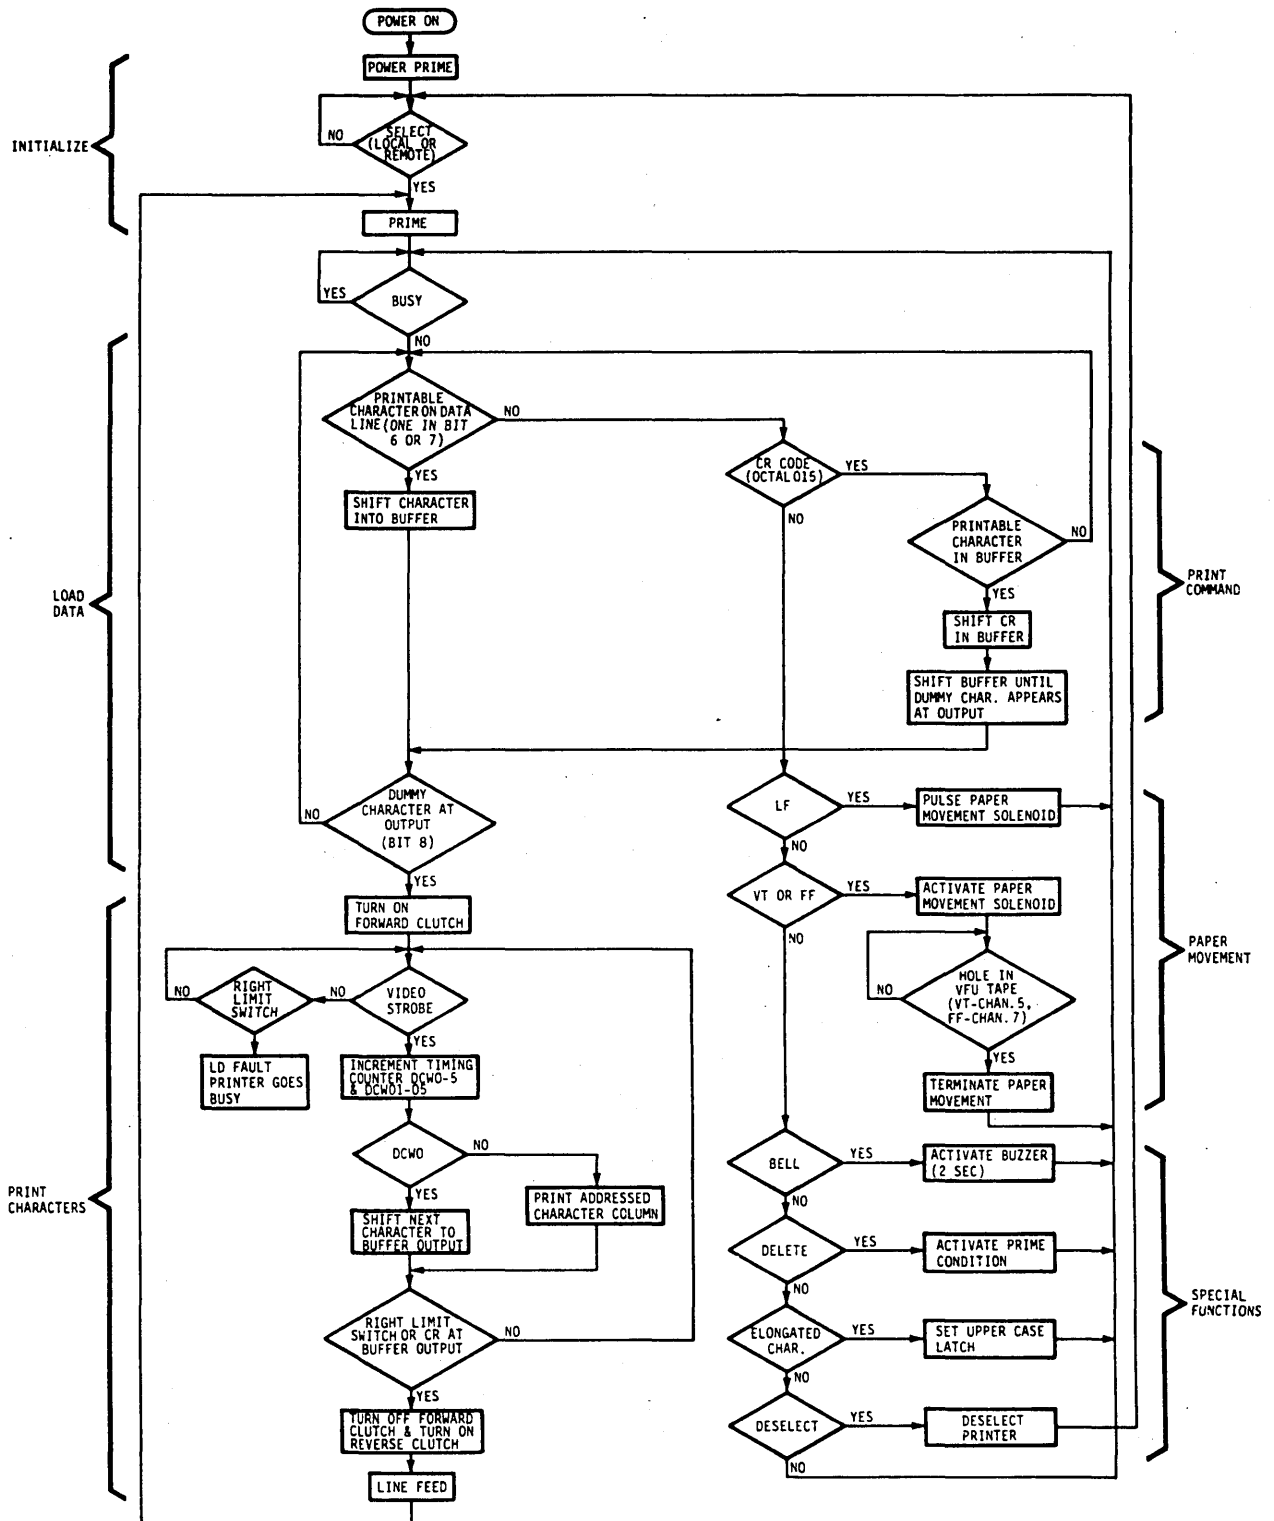 POWER ON
POWER PRIME
INITIALIZE
NO
SELECT
(LOCAL OR
REMOTE)
YES
PRIME
YES
BUSY
NO
LOAD
DATA
PRINTABLE
CHARACTER ON DATA
LINE (ONE IN BIT
6 OR 7)
NO
YES
SHIFT CHARACTER
INTO BUFFER
CR CODE
(OCTAL 015)
YES
NO
PRINTABLE
CHARACTER
IN BUFFER
NO
YES
SHIFT CR
IN BUFFER
SHIFT BUFFER UNTIL
DUMMY CHAR. APPEARS
AT OUTPUT
PRINT
COMMAND
NO
DUMMY
CHARACTER AT
OUTPUT
(BIT 8)
YES
LF
YES
PULSE PAPER
MOVEMENT SOLENOID
NO
VT OR FF
YES
ACTIVATE PAPER
MOVEMENT SOLENOID
NO
NO
HOLE IN
VFU TAPE
(VT-CHAN.5,
FF-CHAN.7)
YES
TERMINATE PAPER
MOVEMENT
PAPER
MOVEMENT
TURN ON
FORWARD CLUTCH
NO
RIGHT
LIMIT
SWITCH
NO
VIDEO
STROBE
YES
LD FAULT
PRINTER GOES
BUSY
INCREMENT TIMING
COUNTER DCW0-5
& DCW01-05
DCW0
NO
YES
PRINT ADDRESSED
CHARACTER COLUMN
SHIFT NEXT
CHARACTER TO
BUFFER OUTPUT
PRINT
CHARACTERS
RIGHT LIMIT
SWITCH OR CR AT
BUFFER OUTPUT
NO
YES
TURN OFF FORWARD
CLUTCH & TURN ON
REVERSE CLUTCH
LINE FEED
BELL
YES
ACTIVATE BUZZER
(2 SEC)
NO
DELETE
YES
ACTIVATE PRIME
CONDITION
NO
ELONGATED
CHAR.
YES
SET UPPER CASE
LATCH
NO
DESELECT
YES
DESELECT
PRINTER
NO
SPECIAL
FUNCTIONS